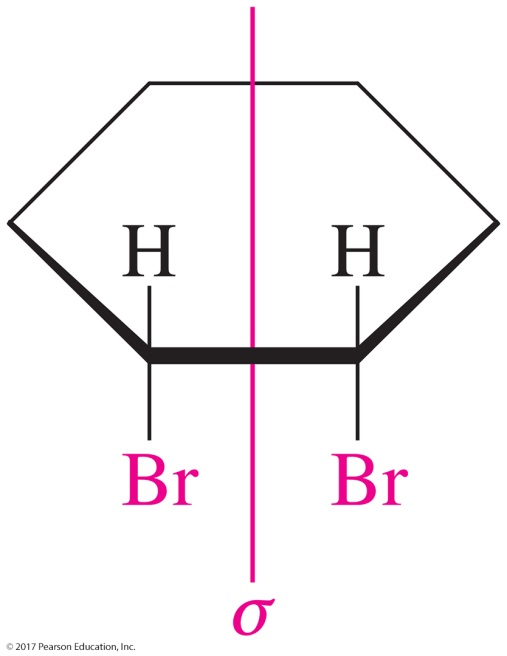 H H
Br Br
σ
© 2017 Pearson Education, Inc.